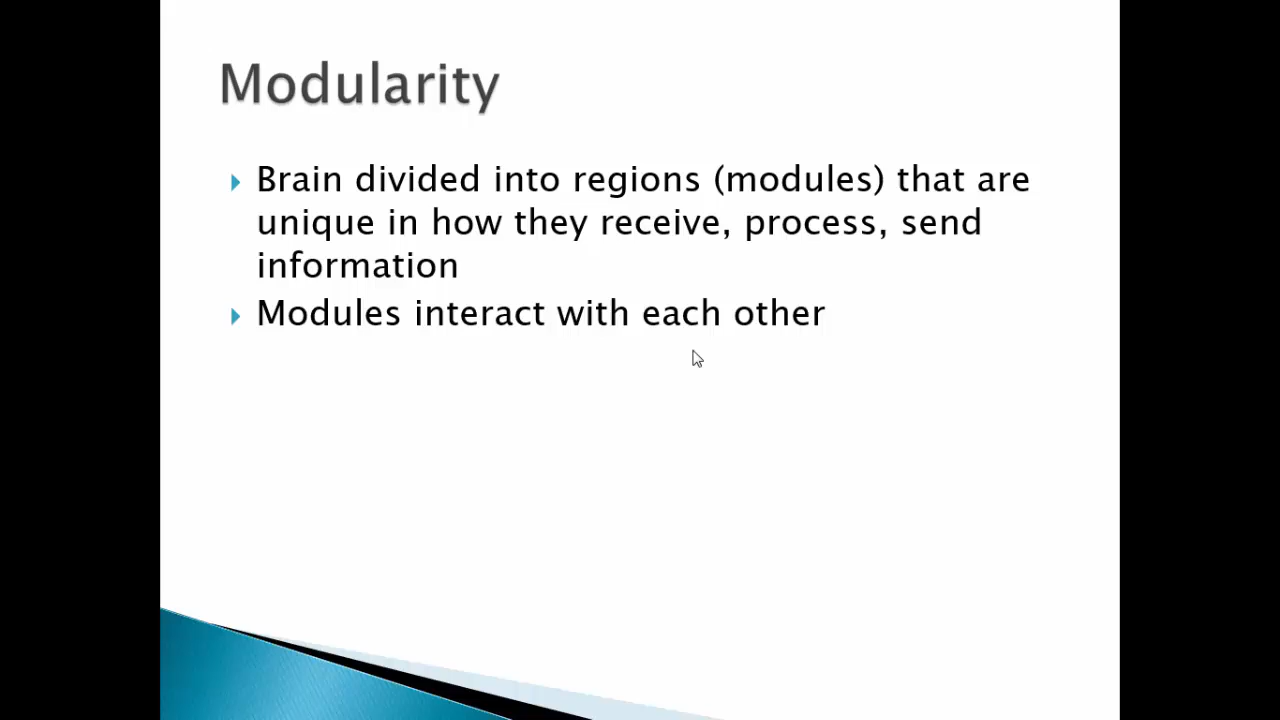 Modularity
Brain divided into regions (modules) that are
unique in how they receive, process, send
information
Modules interact with each other